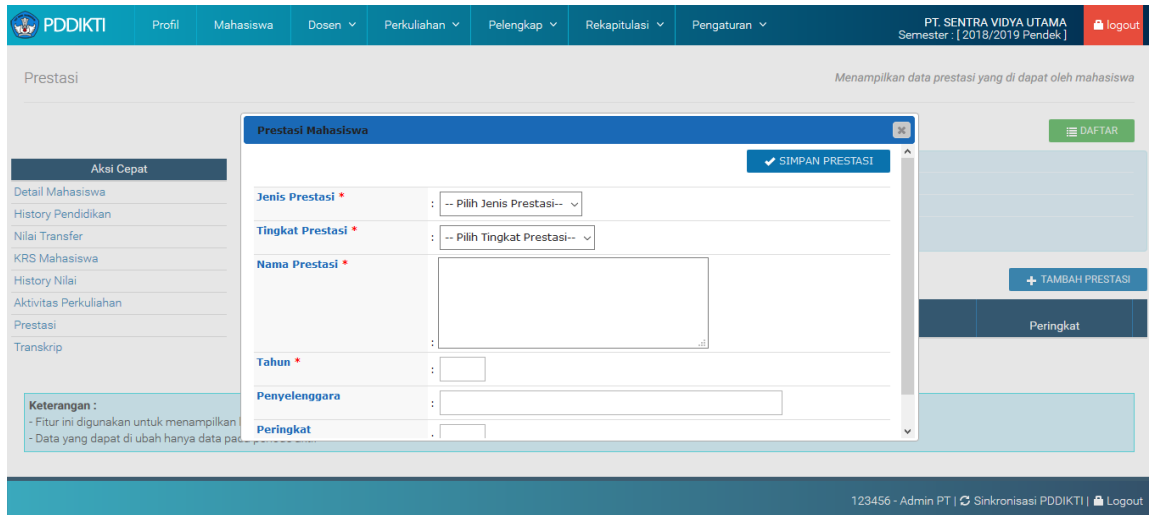 PDDIKTI Profil Mahasiswa Dosen Perkuliahan Pelengkap Rekapitulasi Pengaturan PT. SENTRA VIDYA UTAMA logout
Semester : [ 2018/2019 Pendek ]
Prestasi Menampilkan data prestasi yang di dapat oleh mahasiswa
Prestasi Mahasiswa
DAFTAR
SIMPAN PRESTASI
Aksi Cepat
Detail Mahasiswa
History Pendidikan
Nilai Transfer
KRS Mahasiswa
History Nilai
Aktivitas Perkuliahan
Prestasi
Transkrip
Jenis Prestasi * : -- Pilih Jenis Prestasi--
Tingkat Prestasi * : -- Pilih Tingkat Prestasi--
Nama Prestasi * :
Tahun * :
Penyelenggara :
Peringkat :
+ TAMBAH PRESTASI
Peringkat
Keterangan :
- Fitur ini digunakan untuk menampilkan
- Data yang dapat di ubah hanya data
123456 - Admin PT | Sinkronisasi PDDIKTI | Logout